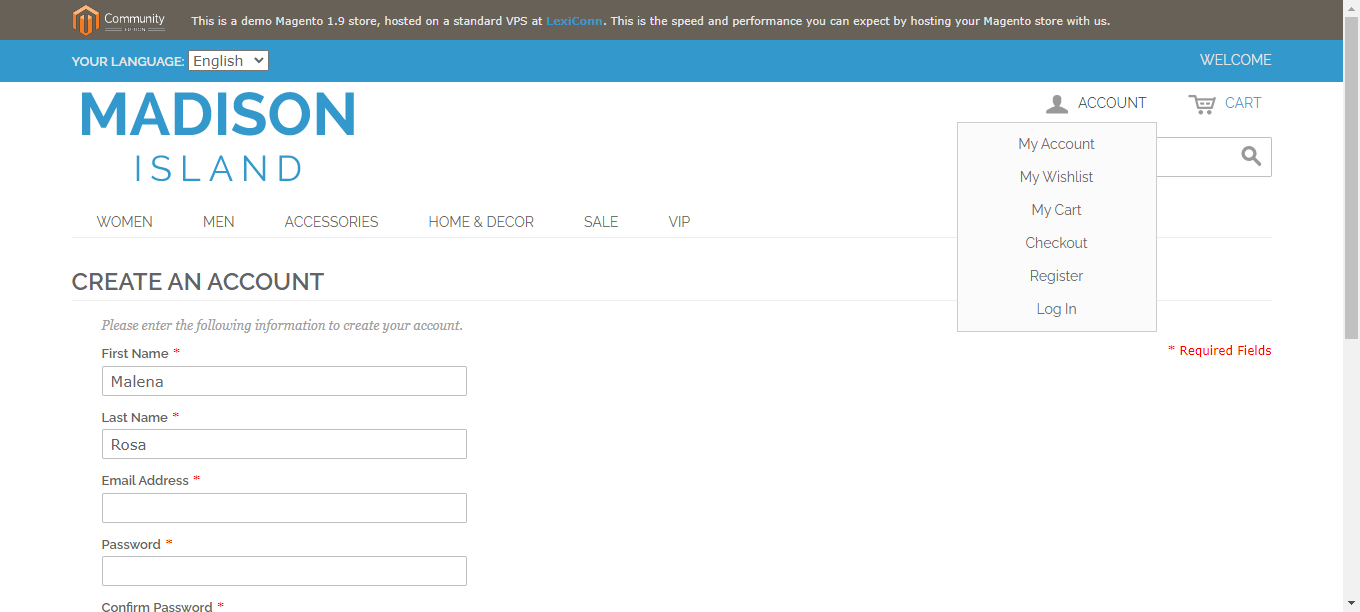 Community
EDITION
This is a demo Magento 1.9 store, hosted on a standard VPS at LexiConn. This is the speed and performance you can expect by hosting your Magento store with us.
YOUR LANGUAGE: English
WELCOME
MADISON
ISLAND
ACCOUNT
CART
My Account
My Wishlist
My Cart
Checkout
Register
Log In
WOMEN
MEN
ACCESSORIES
HOME & DECOR
SALE
VIP
CREATE AN ACCOUNT
Please enter the following information to create your account.
* Required Fields
First Name *
Malena
Last Name *
Rosa
Email Address *
Password *
Confirm Password *